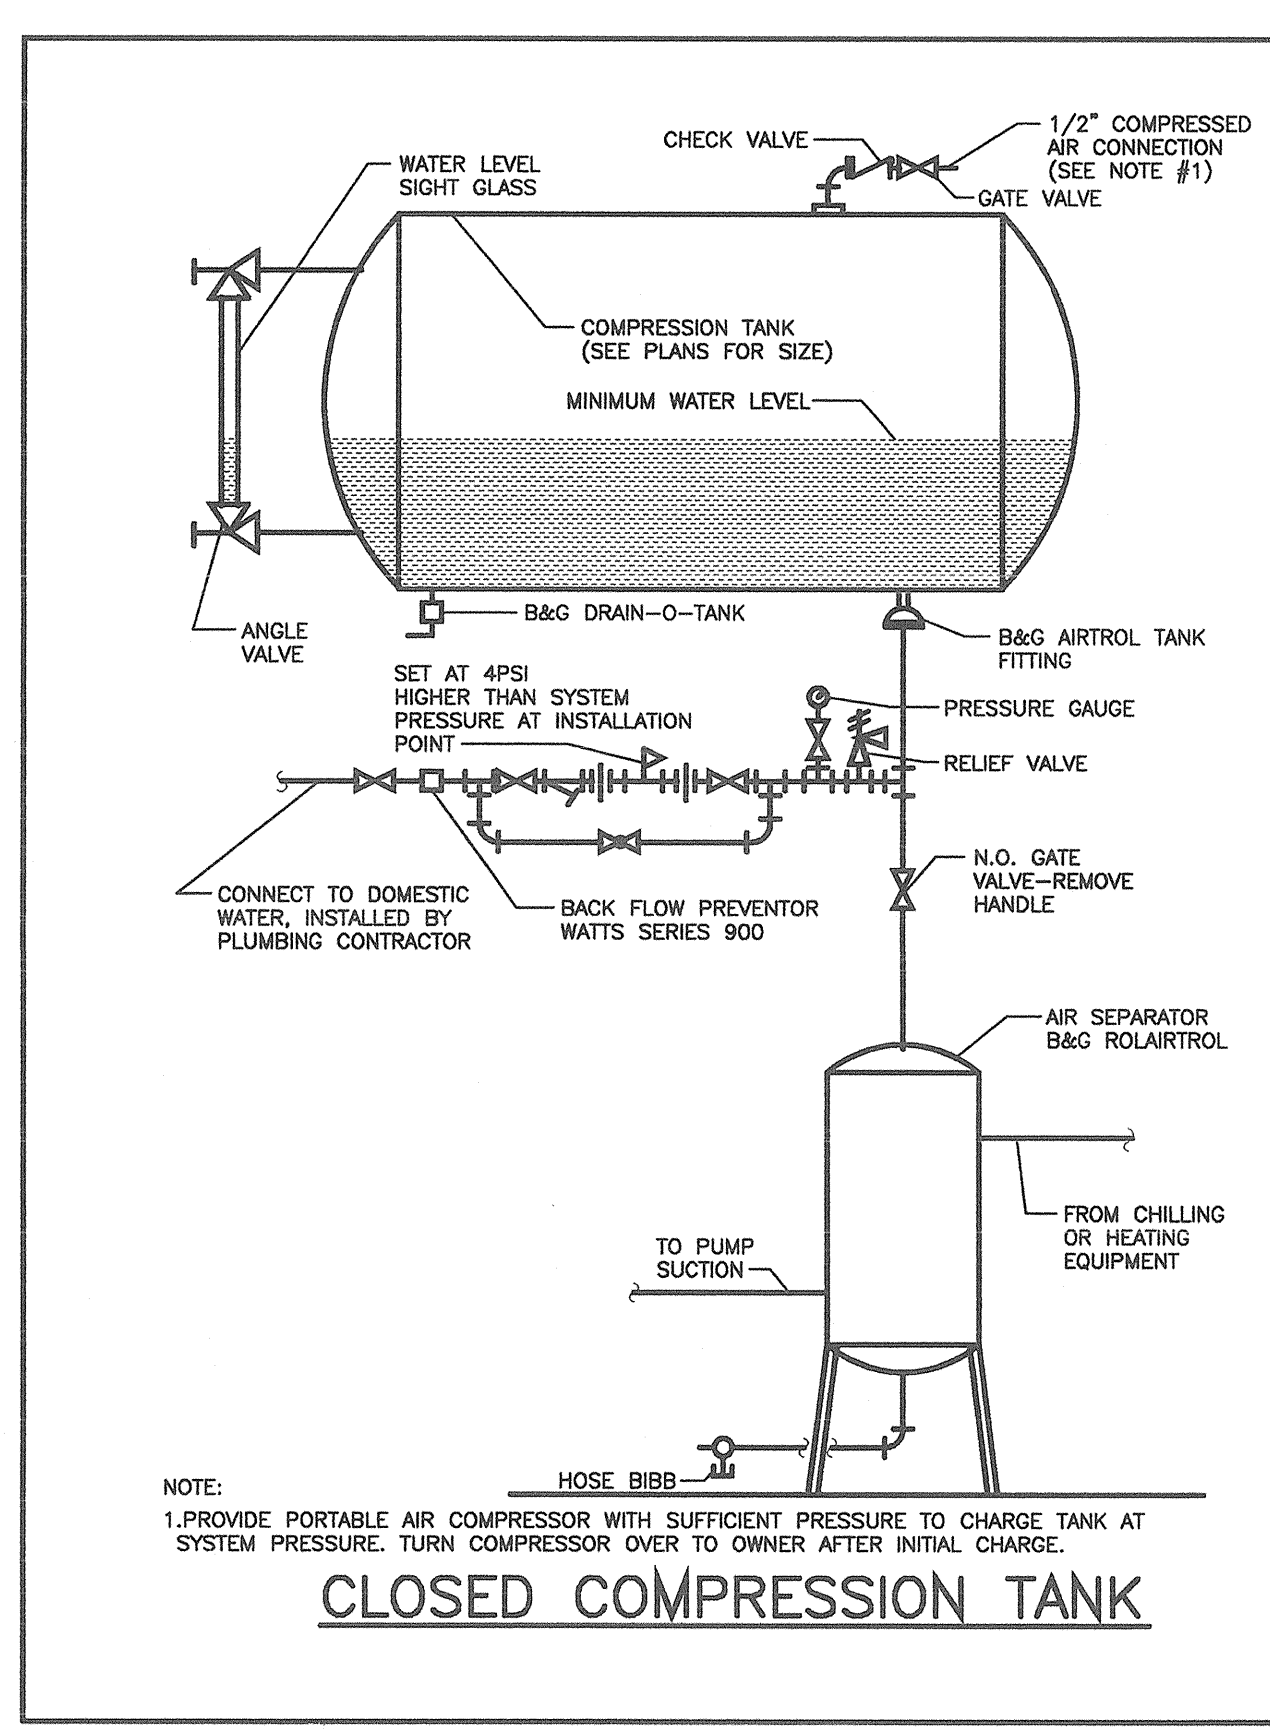 CHECK VALVE
1/2" COMPRESSED
AIR CONNECTION
(SEE NOTE #1)
GATE VALVE
WATER LEVEL
SIGHT GLASS
COMPRESSION TANK
(SEE PLANS FOR SIZE)
MINIMUM WATER LEVEL
B&G DRAIN-O-TANK
ANGLE
VALVE
B&G AIRTROL TANK
FITTING
SET AT 4PSI
HIGHER THAN SYSTEM
PRESSURE AT INSTALLATION
POINT
PRESSURE GAUGE
RELIEF VALVE
CONNECT TO DOMESTIC
WATER, INSTALLED BY
PLUMBING CONTRACTOR
BACK FLOW PREVENTOR
WATTS SERIES 900
N.O. GATE
VALVE-REMOVE
HANDLE
AIR SEPARATOR
B&G ROLAIRTROL
FROM CHILLING
OR HEATING
EQUIPMENT
TO PUMP
SUCTION
HOSE BIBB
NOTE:
1.PROVIDE PORTABLE AIR COMPRESSOR WITH SUFFICIENT PRESSURE TO CHARGE TANK AT
SYSTEM PRESSURE. TURN COMPRESSOR OVER TO OWNER AFTER INITIAL CHARGE.
CLOSED COMPRESSION TANK